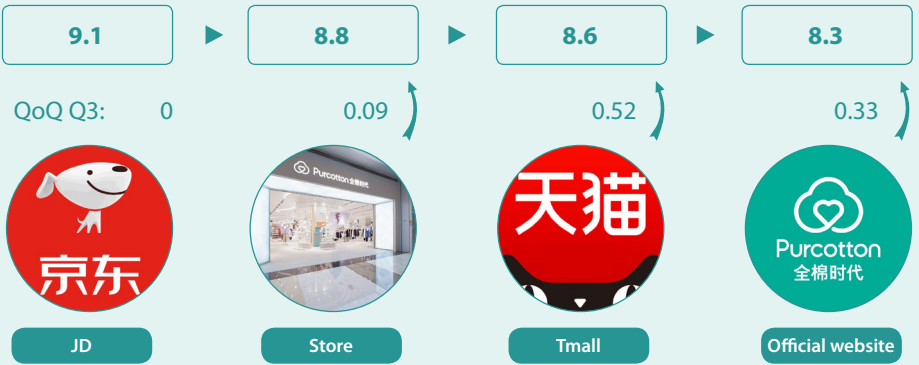 9.1
8.8
8.6
8.3
QoQ Q3: 0
0.09
0.52
0.33
京东
Purcotton 全棉时代
天猫
Purcotton
全棉时代
JD
Store
Tmall
Official website